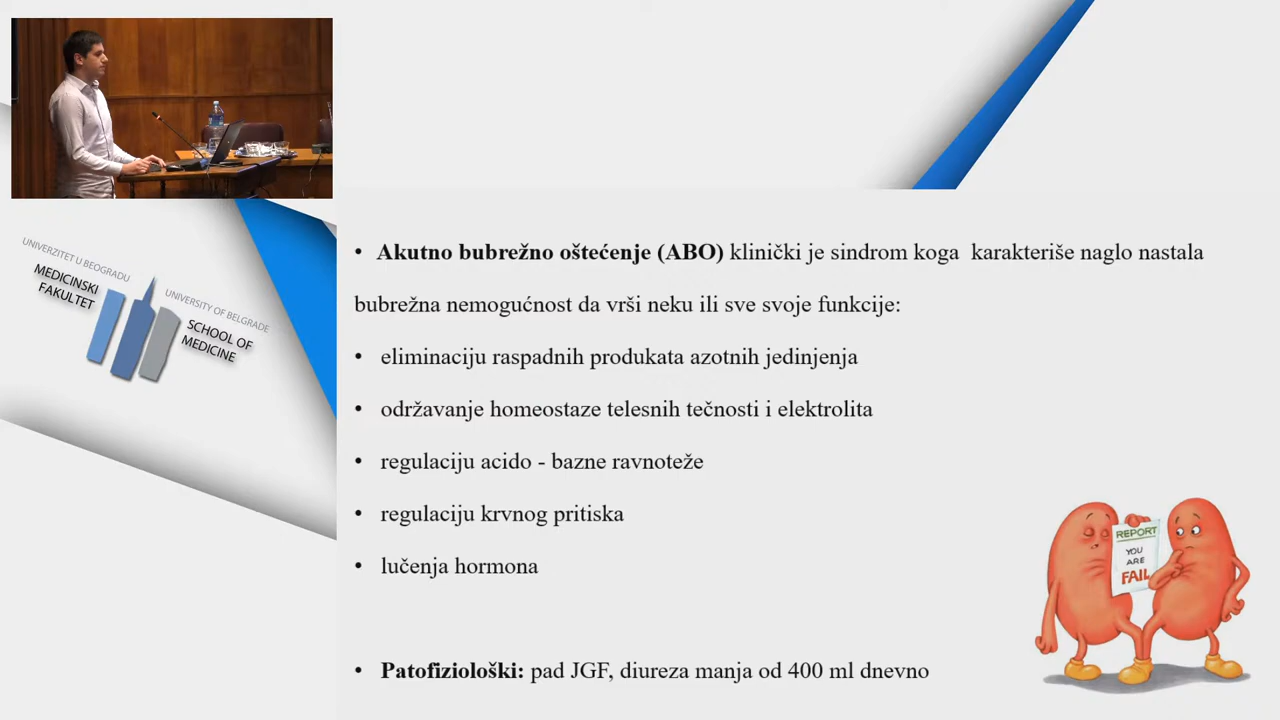 UNIVERZITET U BEOGRADU
MEDICINSKI
FAKULTET
UNIVERSITY OF BELGRADE
SCHOOL OF
MEDICINE
• Akutno bubrežno oštećenje (ABO) klinički je sindrom koga karakteriše naglo nastala
bubrežna nemogućnost da vrši neku ili sve svoje funkcije:
• eliminaciju raspadnih produkata azotnih jedinjenja
• održavanje homeostaze telesnih tečnosti i elektrolita
• regulaciju acido - bazne ravnoteže
• regulaciju krvnog pritiska
• lučenja hormona
REPORT
YOU
ARE
FAIL
• Patofiziološki: pad JGF, diureza manja od 400 ml dnevno